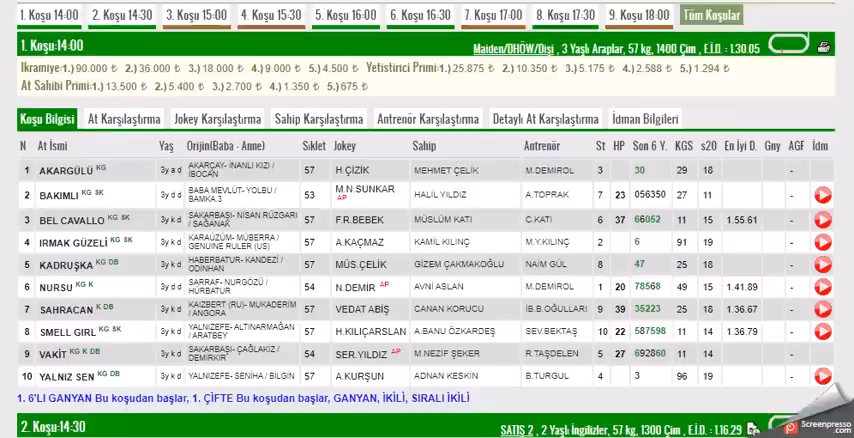 1. Koşu 14:00 2. Koşu 14:30 3. Koşu 15:00 4. Koşu 15:30 5. Koşu 16:00 6. Koşu 16:30 7. Koşu 17:00 8. Koşu 17:30 9. Koşu 18:00 Tüm Koşular
1. Koşu:14:00 Maiden/DHÖW/Dişi , 3 Yaşlı Araplar, 57 kg, 1400 Çim , E.İ.D. : 1.30.05
İkramiye:1.) 90.000 ₺ 2.) 36.000 ₺ 3.) 18.000 ₺ 4.) 9.000 ₺ 5.) 4.500 ₺ Yetiştirici Primi:1.) 25.875 ₺ 2.) 10.350 ₺ 3.) 5.175 ₺ 4.) 2.588 ₺ 5.) 1.294 ₺
At Sahibi Primi:1.) 13.500 ₺ 2.) 5.400 ₺ 3.) 2.700 ₺ 4.) 1.350 ₺ 5.) 675 ₺
Koşu Bilgisi At Karşılaştırma Jokey Karşılaştırma Sahip Karşılaştırma Antrenör Karşılaştırma Detaylı At Karşılaştırma İdman Bilgileri
N At İsmi Yaş Orijin(Baba - Anne) Sıklet Jokey Sahip Antrenör St HP Son 6 Y. KGS s20 En İyi D. Gny AGF İdm
1 AKARGÜLÜ KG 3y a d AKARÇAY- İNANLI KIZI / İBOCAN 57 H.ÇİZİK MEHMET ÇELİK M.DEMİROL 3 30 29 18 -
2 BAKIMLI KG SK 3y d d BABA MEVLÜT- YOLBU / BAMKA.3 53 M.N.SUNKAR AP HALİL YILDIZ A.TOPRAK 7 23 056350 27 11 -
3 BEL CAVALLO KG SK 3y k d SAKARBAŞI- NİSAN RÜZGARI / SAĞANAK 57 F.R.BEBEK MÜSLÜM KATI C.KATI 6 37 66052 11 15 1.55.61 -
4 IRMAK GÜZELİ KG SK 3y k d KARAÜZÜM- MÜBERRA / GENUINE RULER (US) 57 A.KAÇMAZ KAMİL KILINÇ M.Y.KILINÇ 2 6 91 19 -
5 KADRUŞKA KG DB 3y k d HABERBATUR- KANDEZİ / ODİNHAN 57 MÜS.ÇELİK GİZEM ÇAKMAKOĞLU NAİM GÜL 8 47 25 18 -
6 NURSU KG K 3y d d SARRAF- NURGÖZÜ / HÜRBATUR 54 N.DEMİR AP AVNİ ASLAN M.DEMİROL 1 20 78568 49 15 1.41.89 -
7 SAHRACAN K DB 3y k d KAIZBERT (RU)- MUKADERİM / ANGORA 57 VEDAT ABİŞ CANAN KORUCU İB.B.OĞULLARI 9 39 35223 25 18 1.36.67 -
8 SMELL GIRL KG SK 3y k d YALNIZEFE- ALTINARMAĞAN / ARATBEY 57 H.KILIÇARSLAN A.BANU ÖZKARDEŞ SEV.BEKTAŞ 10 22 587598 11 14 1.36.79 -
9 VAKİT KG K DB 3y k d SAKARBAŞI- ÇAĞLAKIZ / DEMİRKIR 54 SER.YILDIZ AP M.NEZİF ŞEKER R.TAŞDELEN 5 27 692860 11 14 -
10 YALNIZ SEN KG DB 3y k d YALNIZEFE- SENİHA / BİLGİN 57 A.KURŞUN ADNAN KESKİN B.TURGUL 4 3 96 19 -
1. 6'LI GANYAN Bu koşudan başlar, 1. ÇİFTE Bu koşudan başlar, GANYAN, İKİLİ, SIRALI İKİLİ
2. Koşu:14:30 SATIŞ 2 , 2 Yaşlı İngilizler, 57 kg, 1300 Çim , E.İ.D. : 1.16.29
Screenpresso.com